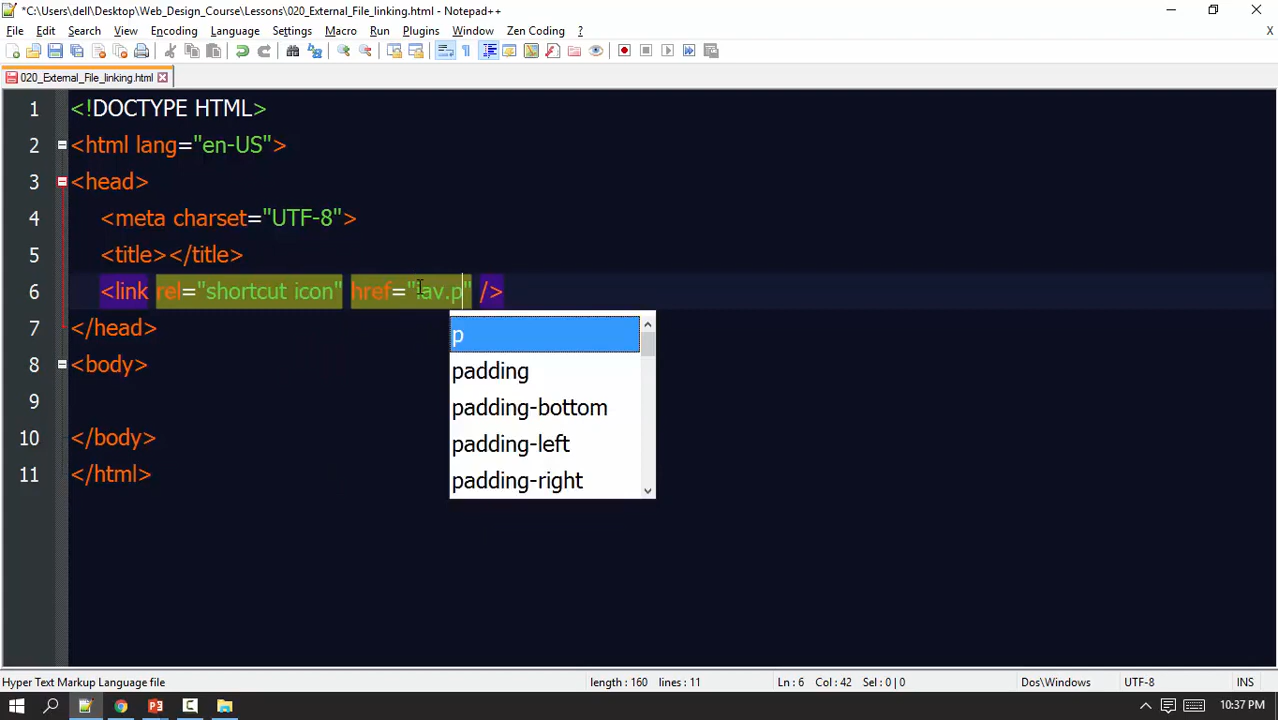 *C:\Users\dell\Desktop\Web_Design_Course\Lessons\020_External_File_linking.html - Notepad++
File Edit Search View Encoding Language Settings Macro Run Plugins Window Zen Coding ? X
020_External_File_linking.html
1 <!DOCTYPE HTML>
2 <html lang="en-US">
3 <head>
4 <meta charset="UTF-8">
5 <title></title>
6 <link rel="shortcut icon" href="fav.p" />
7 </head>
8 <body>
9
10 </body>
11 </html>
p
padding
padding-bottom
padding-left
padding-right
Hyper Text Markup Language file length : 160 lines : 11 Ln : 6 Col : 42 Sel : 0 | 0 Dos\Windows UTF-8 INS
10:37 PM